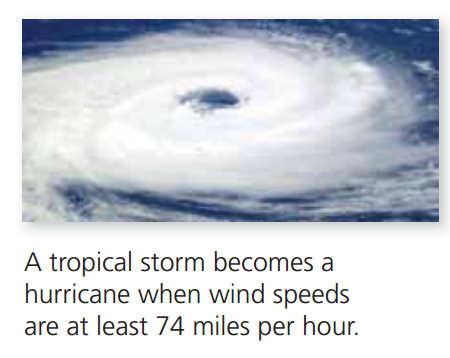 A tropical storm becomes a
hurricane when wind speeds
are at least 74 miles per hour.